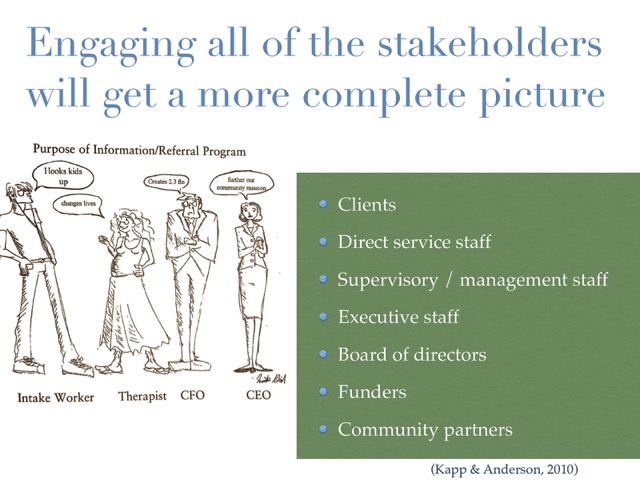 Engaging all of the stakeholders
will get a more complete picture
Purpose of Information/Referral Program
Hooks kids
up
changes lives
Creates 2.3 fte
further our
community mission
Intake Worker
Therapist
CFO
CEO
Clients
Direct service staff
Supervisory / management staff
Executive staff
Board of directors
Funders
Community partners
(Kapp & Anderson, 2010)